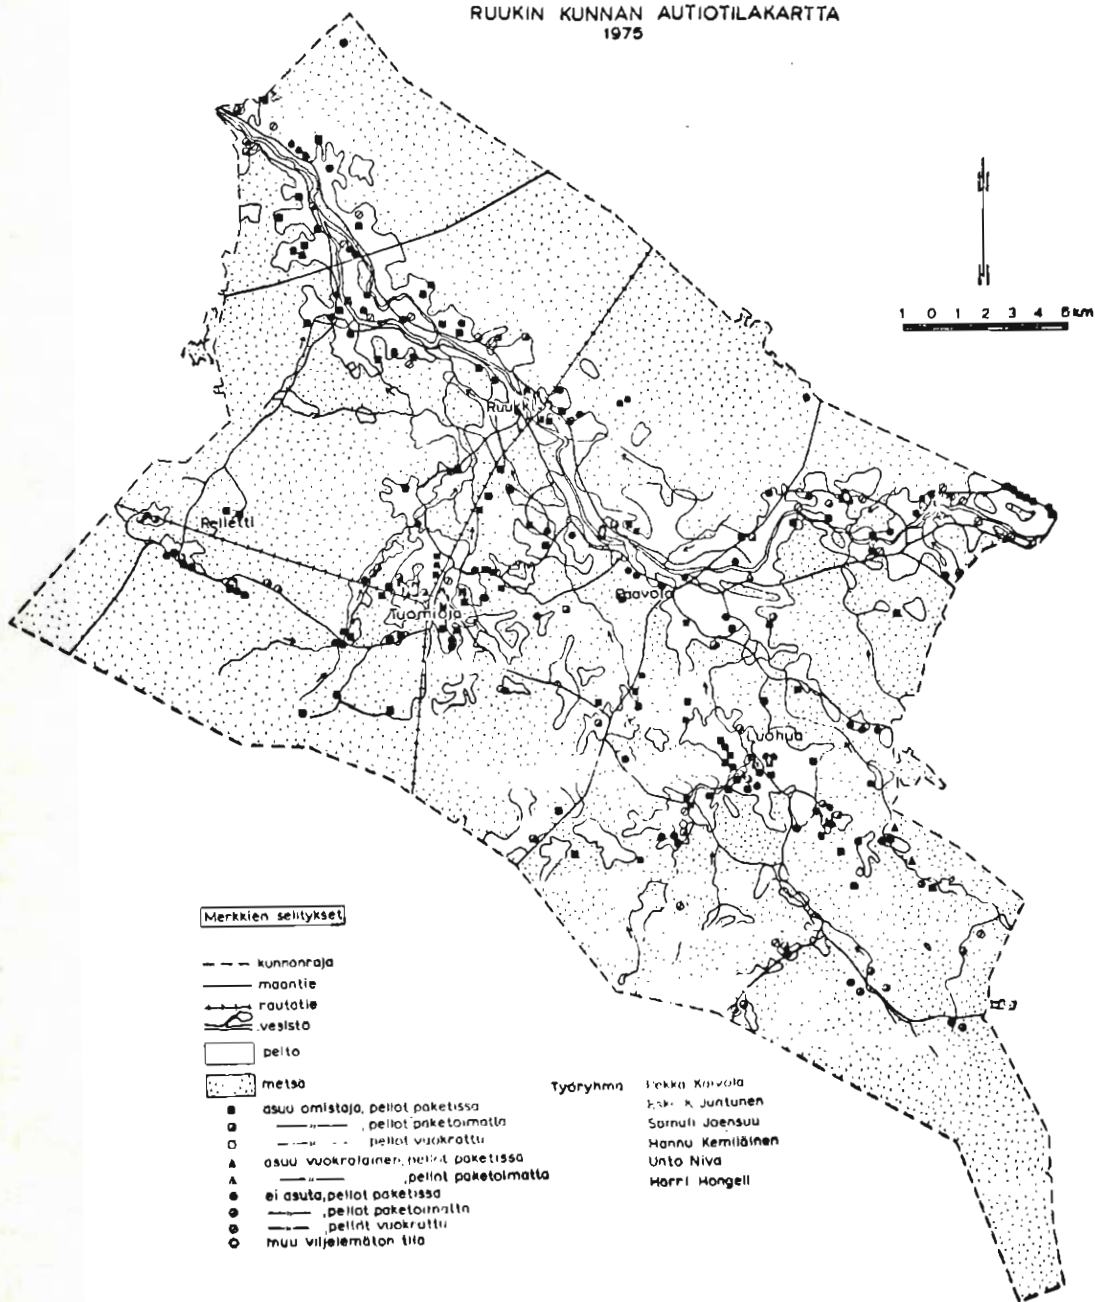 RUUKIN KUNNAN AUTIOTILAKARTTA
1975
1 0 1 2 3 4 5 km
Ruukki
Relletti
Tuomioja
Paavola
Luohua
Merkkien selitykset
kunnanraja
maantie
rautatie
vesistö
pelto
metsä
asuu omistaja, pellot paketissa
—"— , pellot paketoimatta
—"— pellot vuokrattu
asuu vuokralainen, pellot paketissa
—"— , pellot paketoimatta
ei asuta, pellot paketissa
—"— , pellot paketoimatta
—"— , pellot vuokrattu
muu viljelemätön tila
Työryhmä
Pekka
Juntunen
Samuli Joensuu
Hannu Kemiläinen
Unto Niva
Harri Hongell